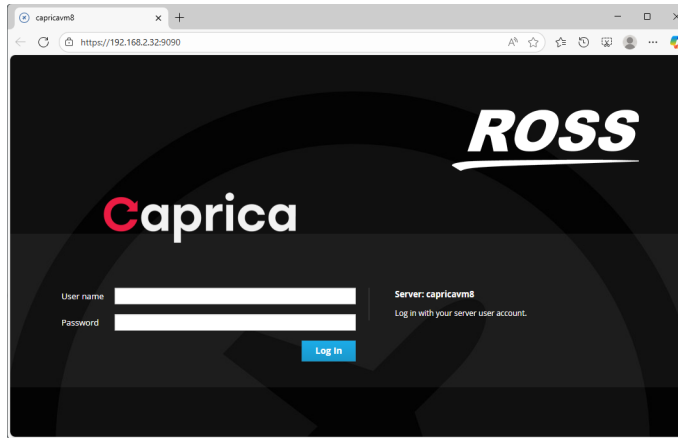 capricavm8
https://192.168.2.32:9090
ROSS
Caprica
User name
Password
Log In
Server: capricavm8
Log in with your server user account.